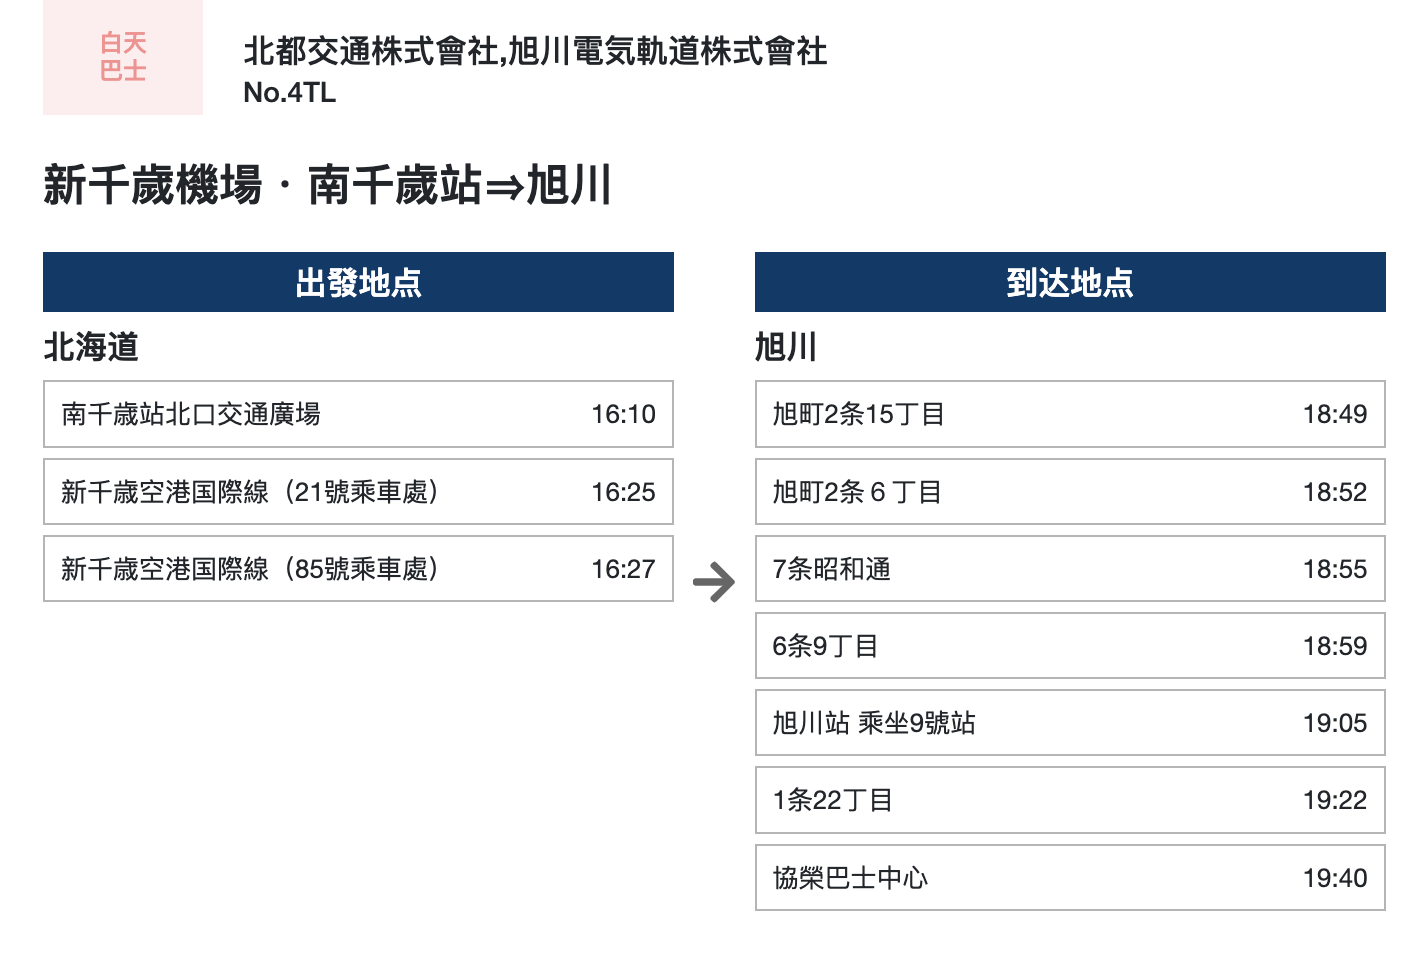 白天
巴士
北都交通株式會社,旭川電気軌道株式會社
No.4TL
新千歲機場‧南千歲站⇒旭川
出發地点
北海道
南千歳站北口交通廣場 16:10
新千歳空港国際線（21號乘車處） 16:25
新千歳空港国際線（85號乘車處） 16:27
到达地点
旭川
旭町2条15丁目 18:49
旭町2条６丁目 18:52
7条昭和通 18:55
6条9丁目 18:59
旭川站 乘坐9號站 19:05
1条22丁目 19:22
協榮巴士中心 19:40